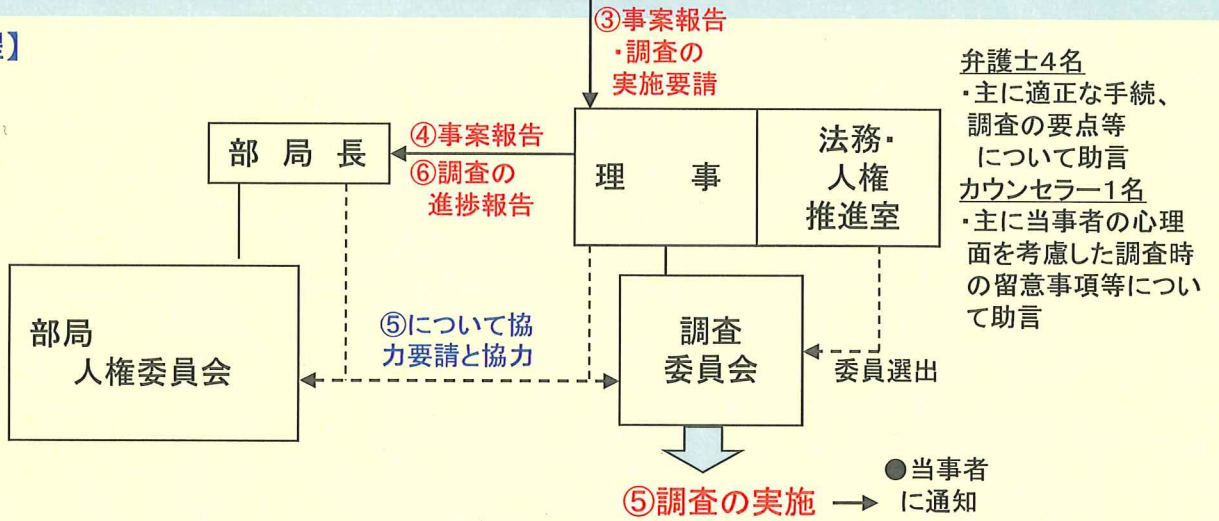 程】
③事案報告
・調査の
実施要請
弁護士4名
・主に適正な手続、
調査の要点等
について助言
カウンセラー1名
・主に当事者の心理
面を考慮した調査時
の留意事項等につい
て助言
部 局 長
④事案報告
⑥調査の
進捗報告
理 事
法務・
人権
推進室
部局
人権委員会
⑤について協
力要請と協力
調査
委員会
委員選出
⑤調査の実施
●当事者
に通知